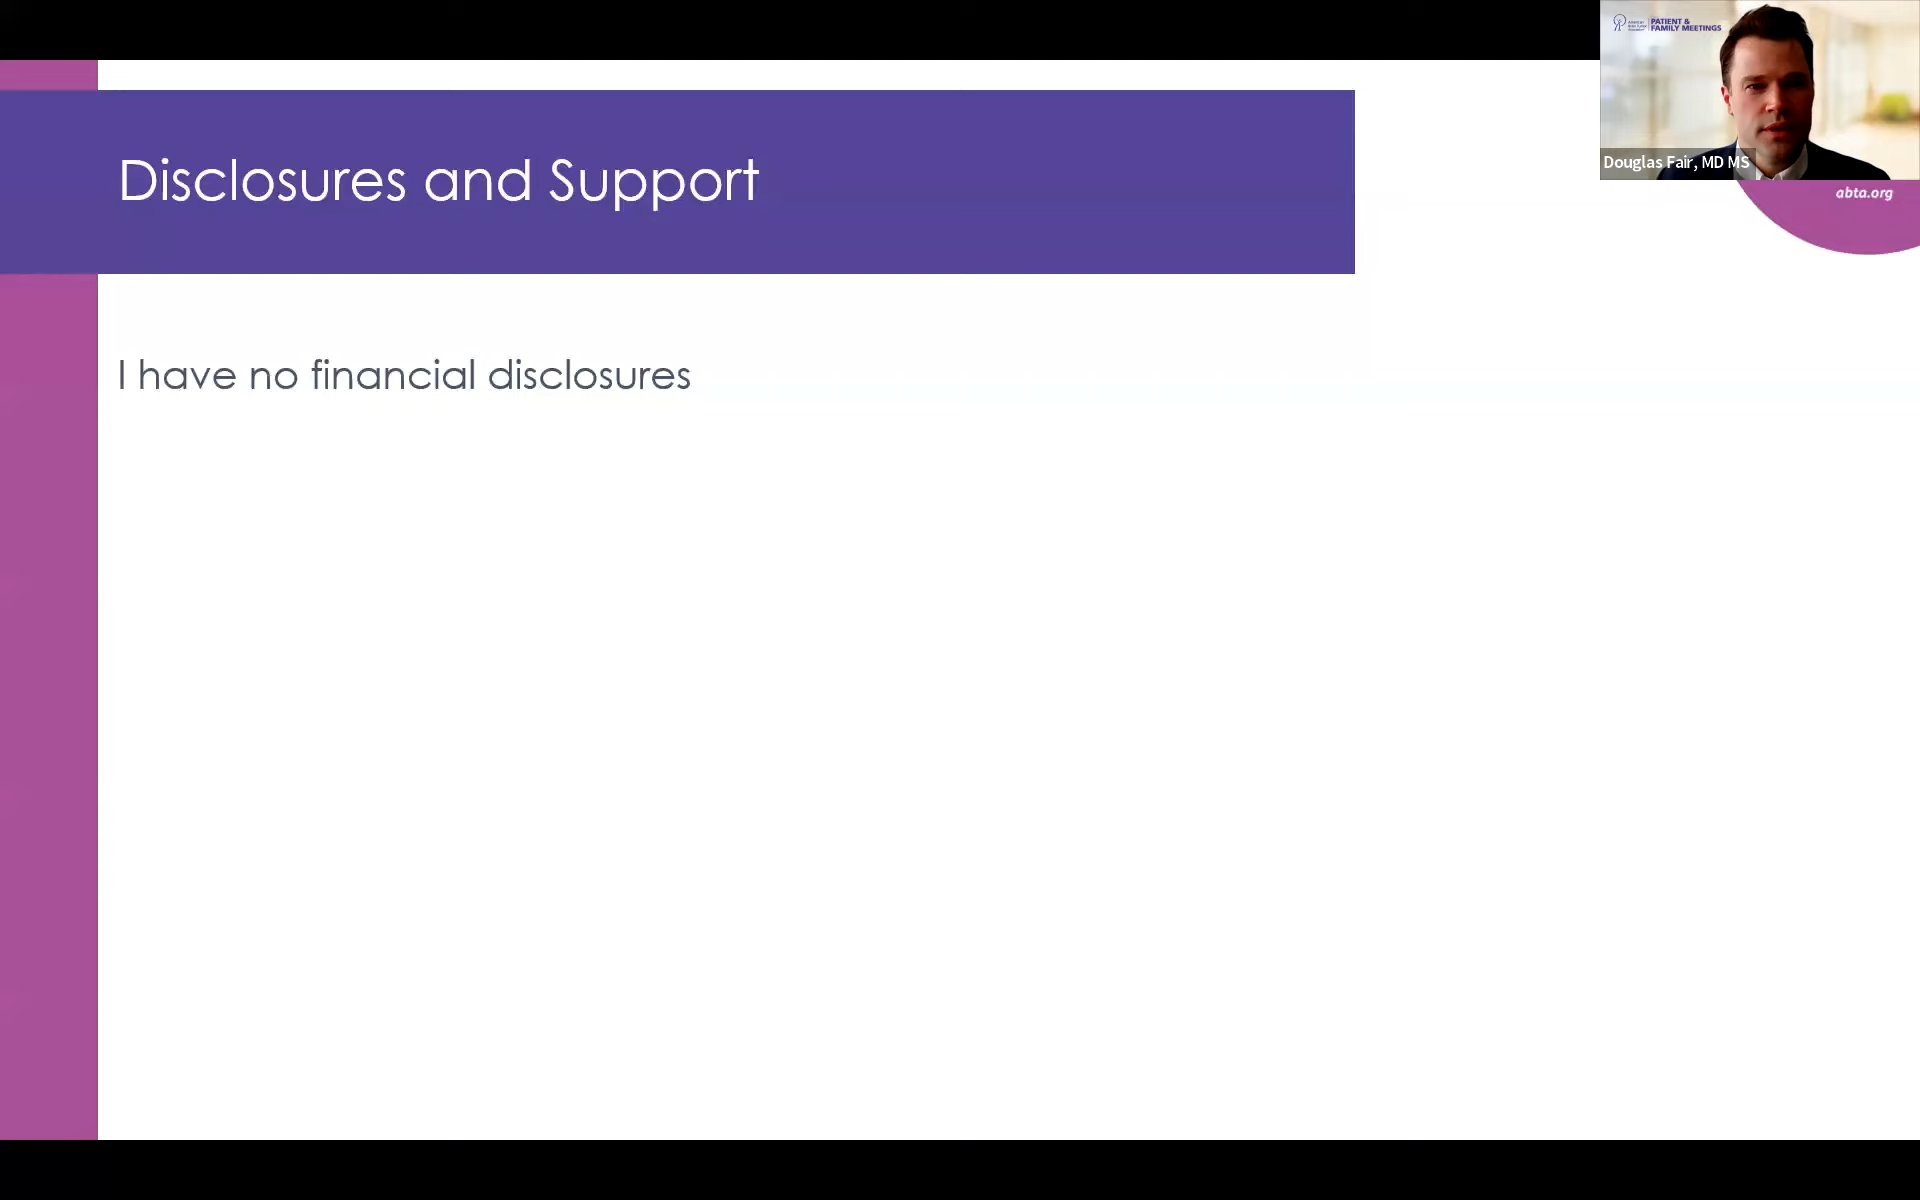 PATIENT &
FAMILY MEETINGS
Douglas Fair, MD MS
abta.org
Disclosures and Support
I have no financial disclosures